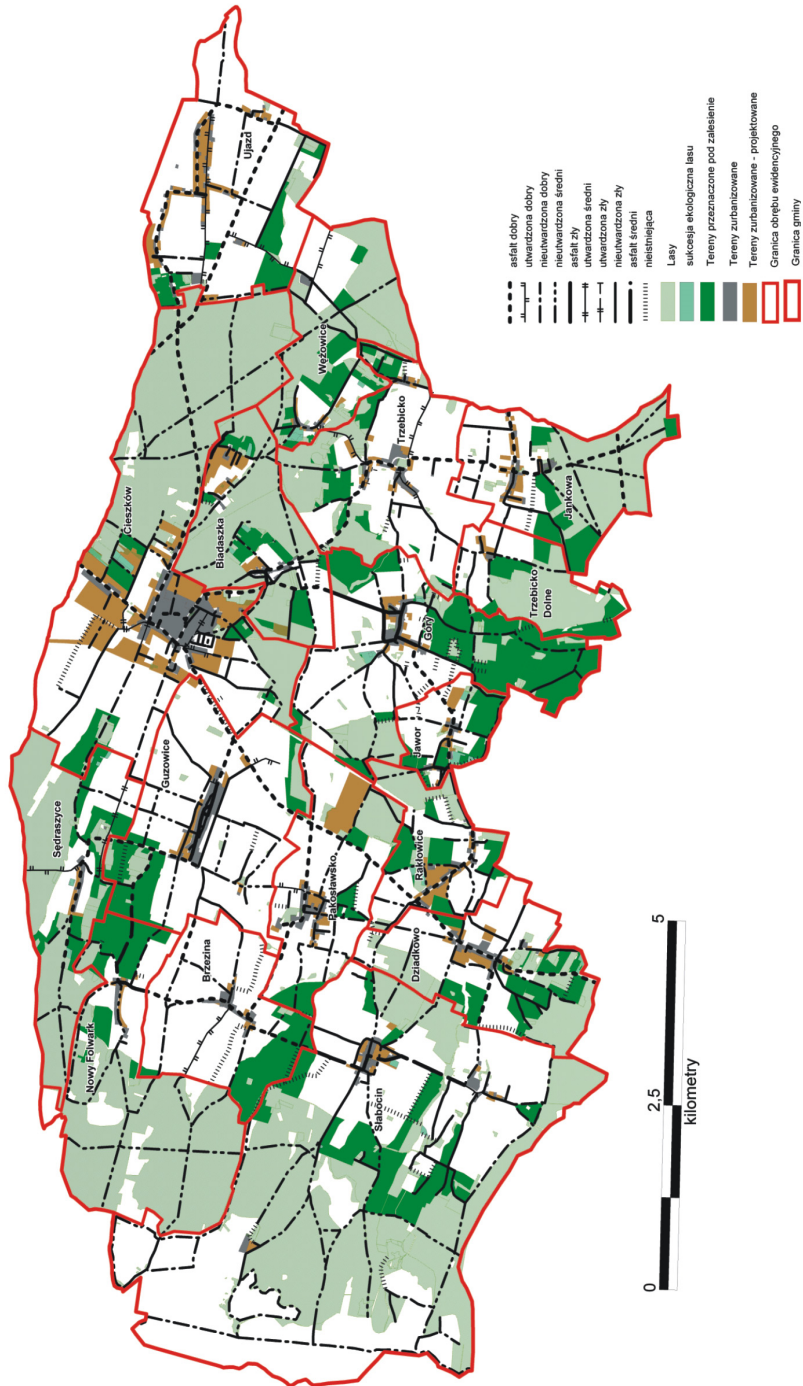 Ujazd
Wężowice
Cieszków
Biadaszka
Trzebicko
Jankowa
Trzebicko
Dolne
Góry
Jawor
Guzowice
Sędraszyce
Pakosławsko
Rakłowice
Dziadkowo
Brzezina
Nowy Folwark
Słabocin
asfalt dobry
utwardzona dobry
nieutwardzona dobry
nieutwardzona średni
asfalt zły
utwardzona średni
utwardzona zły
nieutwardzona zły
asfalt średni
nieistniejąca
Lasy
sukcesja ekologiczna lasu
Tereny przeznaczone pod zalesienie
Tereny zurbanizowane
Tereny zurbanizowane - projektowane
Granica obrębu ewidencyjnego
Granica gminy
0
2,5
5
kilometry